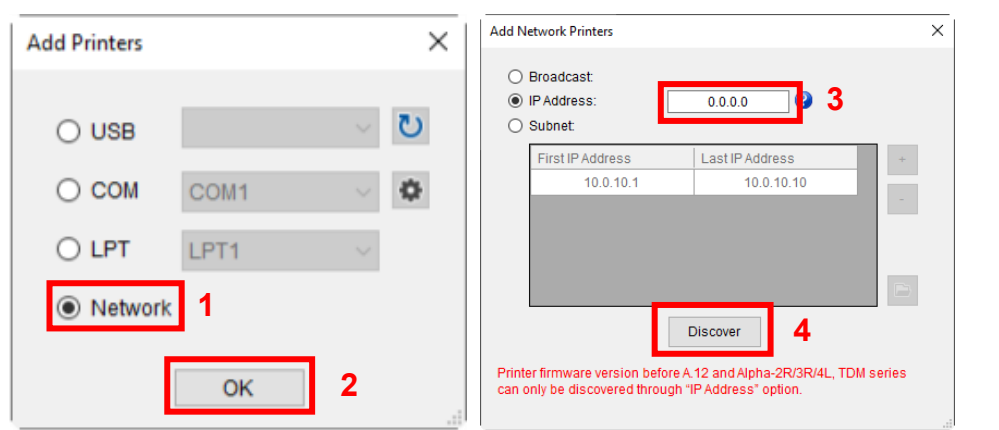 Add Printers
USB
COM
COM1
LPT
LPT1
Network
1
OK
2
Add Network Printers
Broadcast:
IP Address:
0.0.0.0
?
3
Subnet:
First IP Address Last IP Address
10.0.10.1 10.0.10.10
+
-
Discover
4
Printer firmware version before A.12 and Alpha-2R/3R/4L, TDM series
can only be discovered through "IP Address" option.